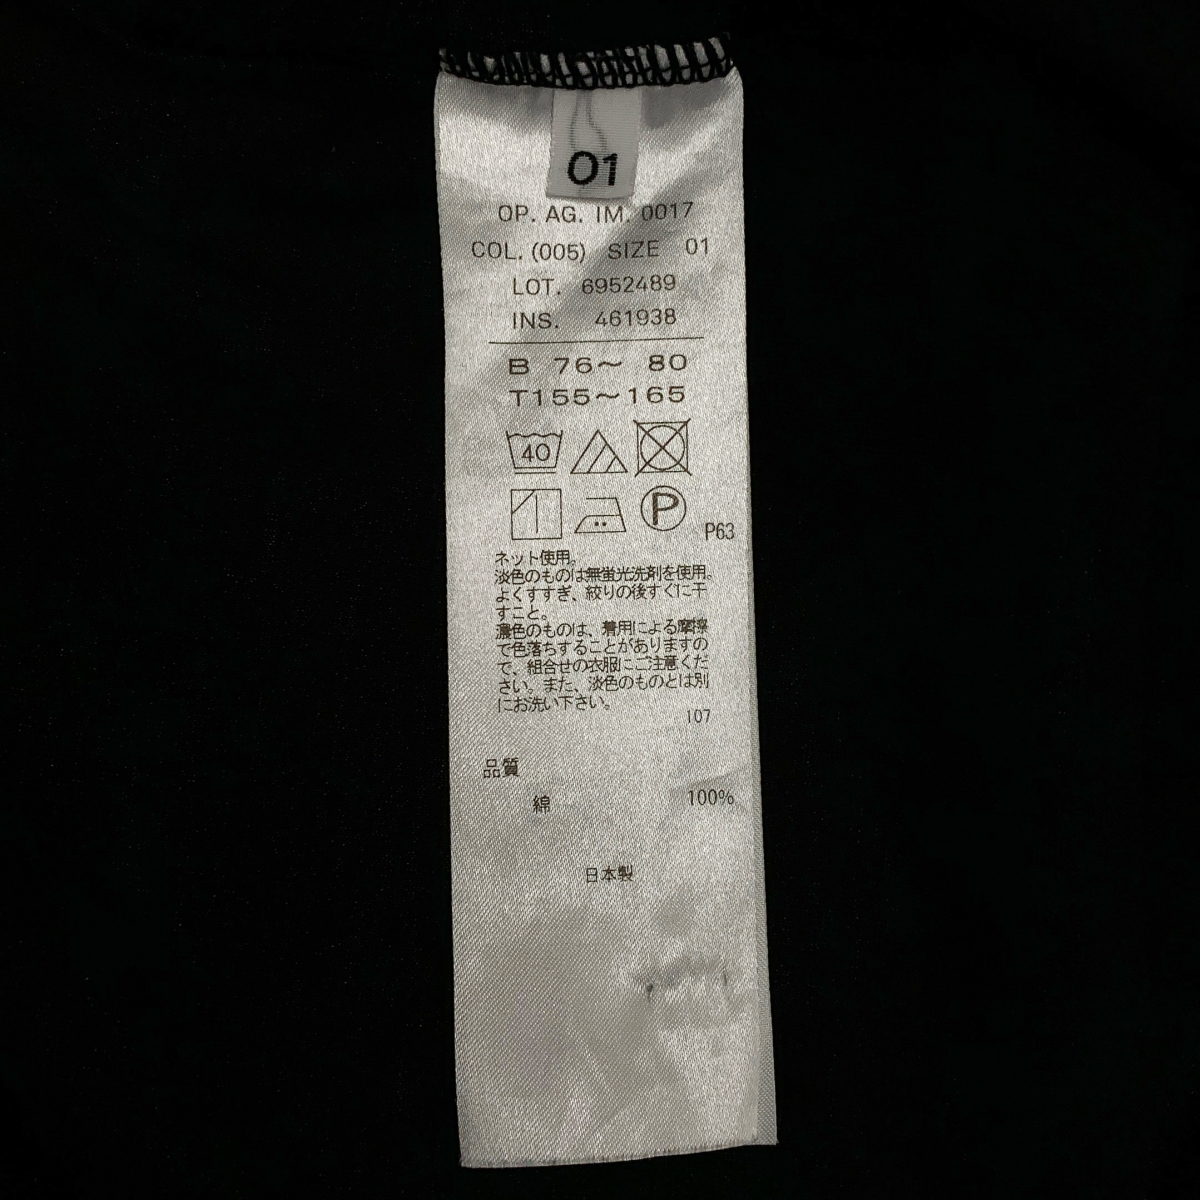 01
OP. AG. IM. 0017
COL. (005) SIZE 01
LOT. 6952489
INS. 461938
B 76～ 80
T155～165
40
P
P63
ネット使用。
淡色のものは無蛍光洗剤を使用。
よくすすぎ、絞りの後すぐに干
すこと。
濃色のものは、着用による摩擦
で色落ちすることがありますの
で、組合せの衣服にご注意くだ
さい。また、淡色のものとは別
にお洗い下さい。
107
品質
綿 100%
日本製